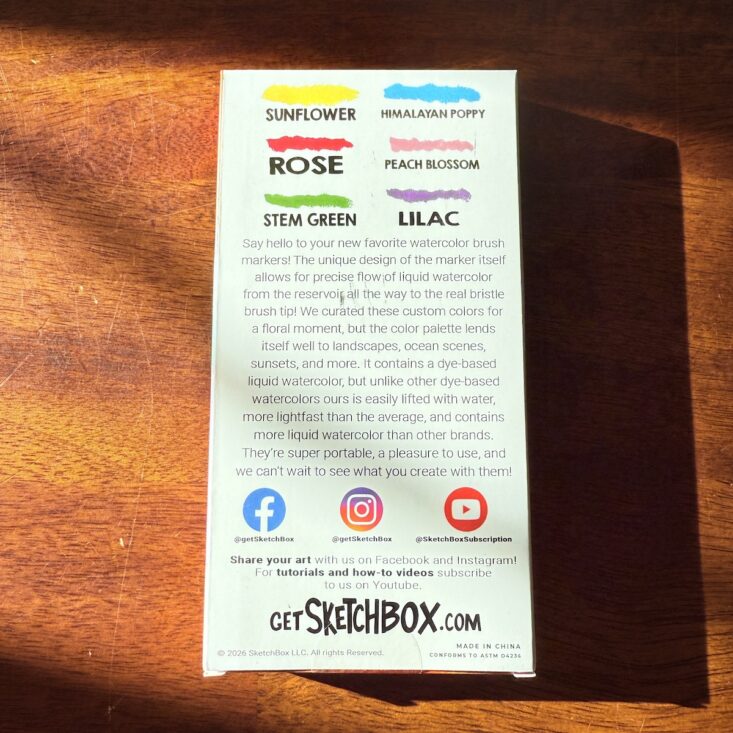 SUNFLOWER HIMALAYAN POPPY
ROSE PEACH BLOSSOM
STEM GREEN LILAC
Say hello to your new favorite watercolor brush
markers! The unique design of the marker itself
allows for precise flow of liquid watercolor
from the reservoir all the way to the real bristle
brush tip! We curated these custom colors for
a floral moment, but the color palette lends
itself well to landscapes, ocean scenes,
sunsets, and more. It contains a dye-based
liquid watercolor, but unlike other dye-based
watercolors ours is easily lifted with water,
more lightfast than the average, and contains
more liquid watercolor than other brands.
They're super portable, a pleasure to use, and
we can't wait to see what you create with them!
@getSketchBox @getSketchBox @SketchBoxSubscription
Share your art with us on Facebook and Instagram!
For tutorials and how-to videos subscribe
to us on Youtube.
GETSKETCHBOX.COM
MADE IN CHINA
© 2026 SketchBox LLC. All rights Reserved. CONFORMS TO ASTM D4236